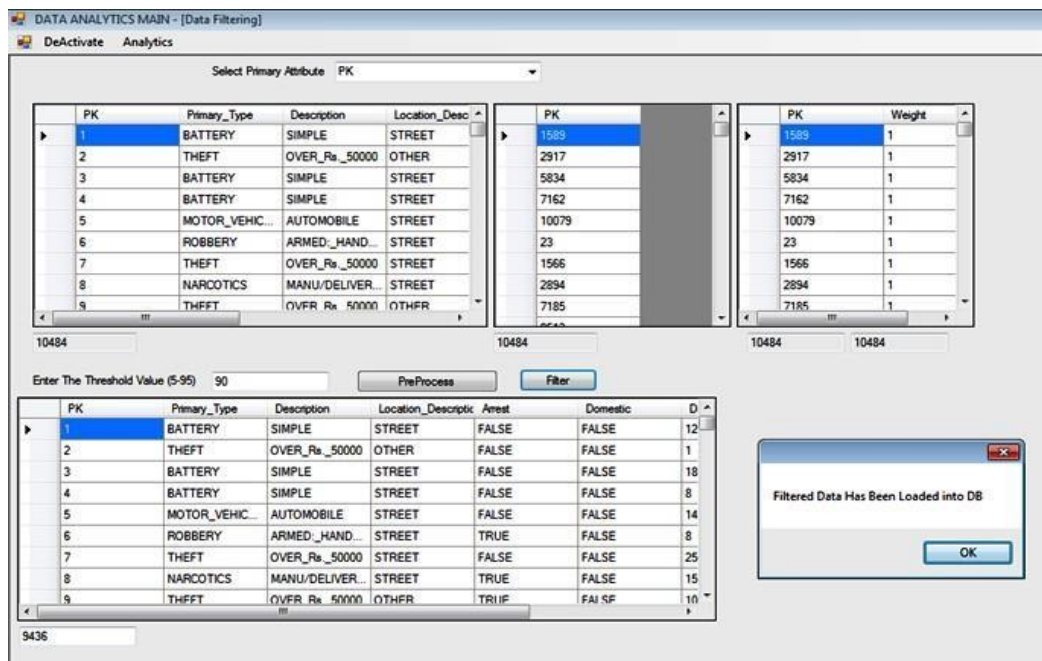 DATA ANALYTICS MAIN - [Data Filtering]
DeActivate Analytics
Select Primary Attribute PK
PK Primary_Type Description Location_Desc
1 BATTERY SIMPLE STREET
2 THEFT OVER_Rs._50000 OTHER
3 BATTERY SIMPLE STREET
4 BATTERY SIMPLE STREET
5 MOTOR_VEHIC... AUTOMOBILE STREET
6 ROBBERY ARMED:_HAND... STREET
7 THEFT OVER_Rs._50000 STREET
8 NARCOTICS MANU/DELIVER... STREET
9 THEFT OVER_Rs._50000 OTHER
10484
PK
1589
2917
5834
7162
10079
23
1566
2894
7185
8513
10484
PK Weight
1589 1
2917 1
5834 1
7162 1
10079 1
23 1
1566 1
2894 1
7185 1
10484 10484
Enter The Threshold Value (5-95) 90 PreProcess Filter
PK Primary_Type Description Location_Descriptic Arrest Domestic D
1 BATTERY SIMPLE STREET FALSE FALSE 12
2 THEFT OVER_Rs._50000 OTHER FALSE FALSE 1
3 BATTERY SIMPLE STREET FALSE FALSE 18
4 BATTERY SIMPLE STREET FALSE FALSE 8
5 MOTOR_VEHIC... AUTOMOBILE STREET FALSE FALSE 14
6 ROBBERY ARMED:_HAND... STREET TRUE FALSE 8
7 THEFT OVER_Rs._50000 STREET FALSE FALSE 25
8 NARCOTICS MANU/DELIVER... STREET TRUE FALSE 15
9 THEFT OVER_Rs._50000 OTHER TRUE FALSE 10
9436
Filtered Data Has Been Loaded into DB
OK